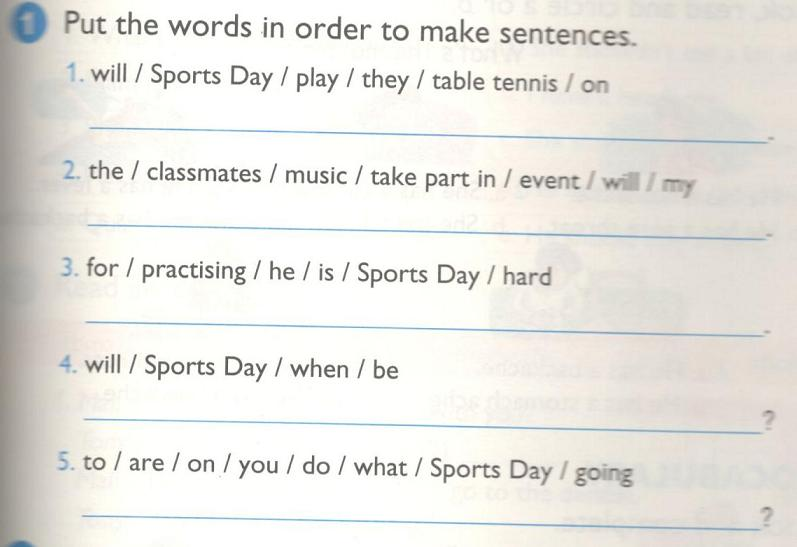 1 Put the words in order to make sentences.
1. will / Sports Day / play / they / table tennis / on
.
2. the / classmates / music / take part in / event / will / my
.
3. for / practising / he / is / Sports Day / hard
.
4. will / Sports Day / when / be
?
5. to / are / on / you / do / what / Sports Day / going
?